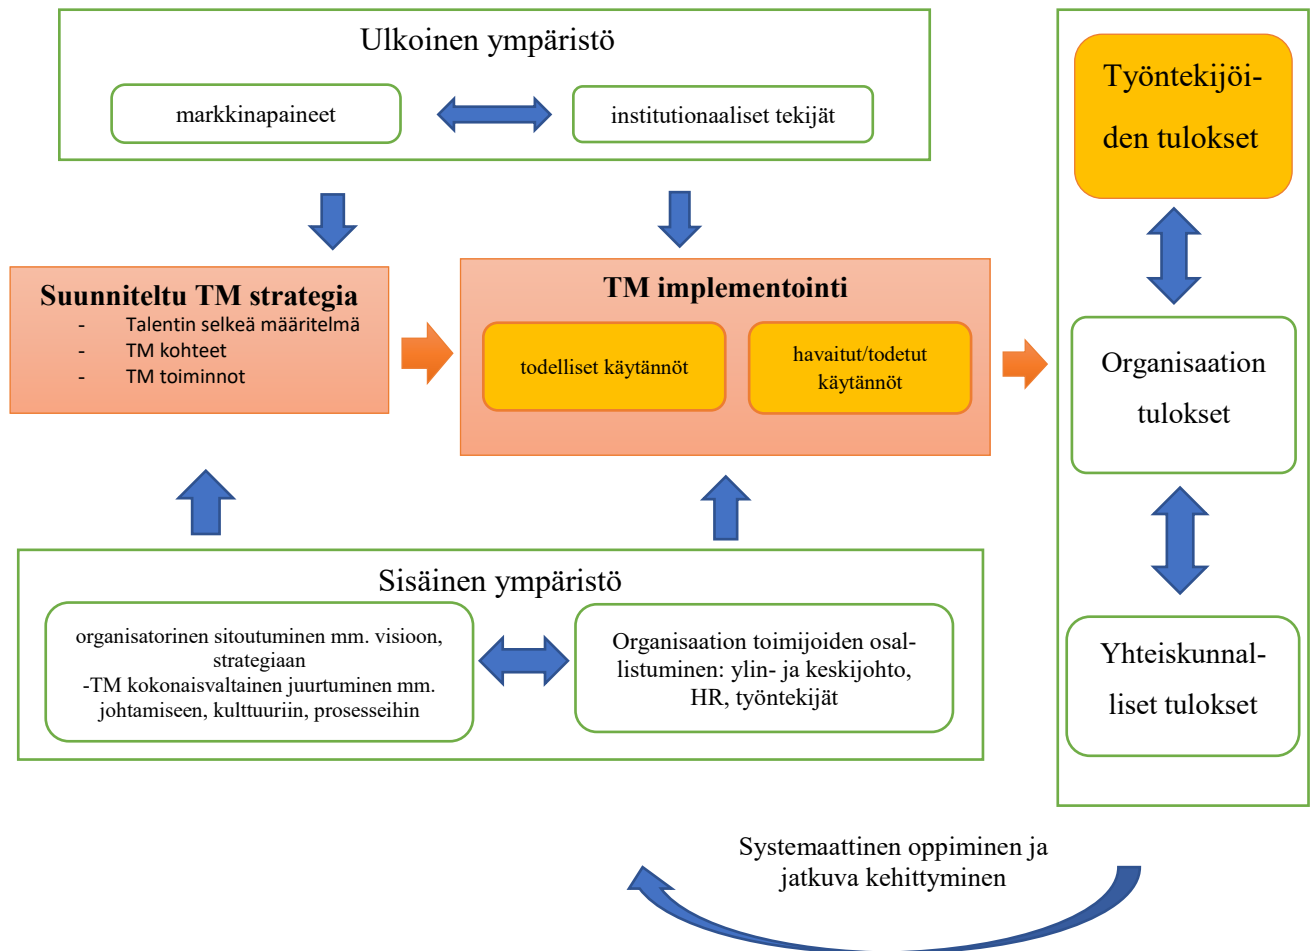 Ulkoinen ympäristö
markkinapaineet
institutionaaliset tekijät
Suunniteltu TM strategia
- Talentin selkeä määritelmä
- TM kohteet
- TM toiminnot
TM implementointi
todelliset käytännöt
havaitut/todetut
käytännöt
Sisäinen ympäristö
organisatorinen sitoutuminen mm. visioon,
strategiaan
-TM kokonaisvaltainen juurtuminen mm.
johtamiseen, kulttuuriin, prosesseihin
Organisaation toimijoiden osal-
listuminen: ylin- ja keskijohto,
HR, työntekijät
Työntekijöi-
den tulokset
Organisaation
tulokset
Yhteiskunnal-
liset tulokset
Systemaattinen oppiminen ja
jatkuva kehittyminen